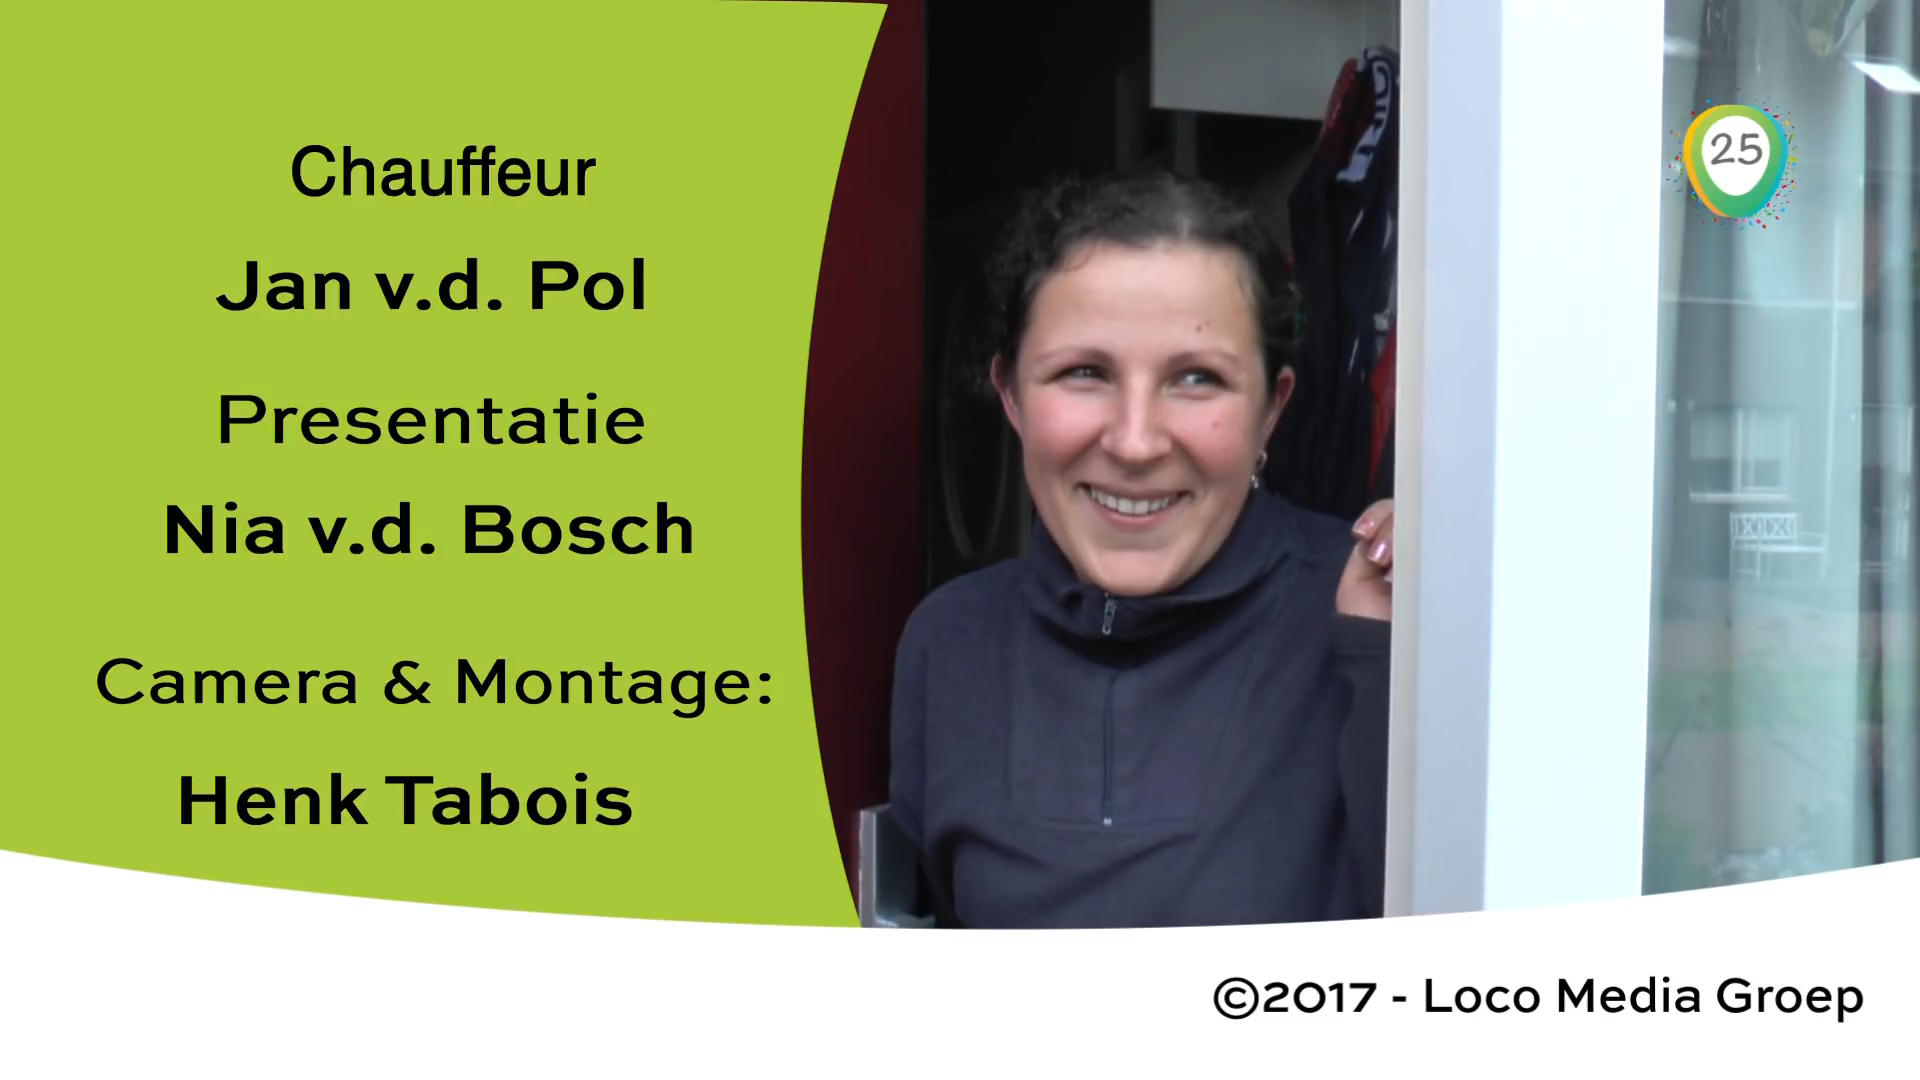 Chauffeur
Jan v.d. Pol
Presentatie
Nia v.d. Bosch
Camera & Montage:
Henk Tabois
25
©2017 - Loco Media Groep